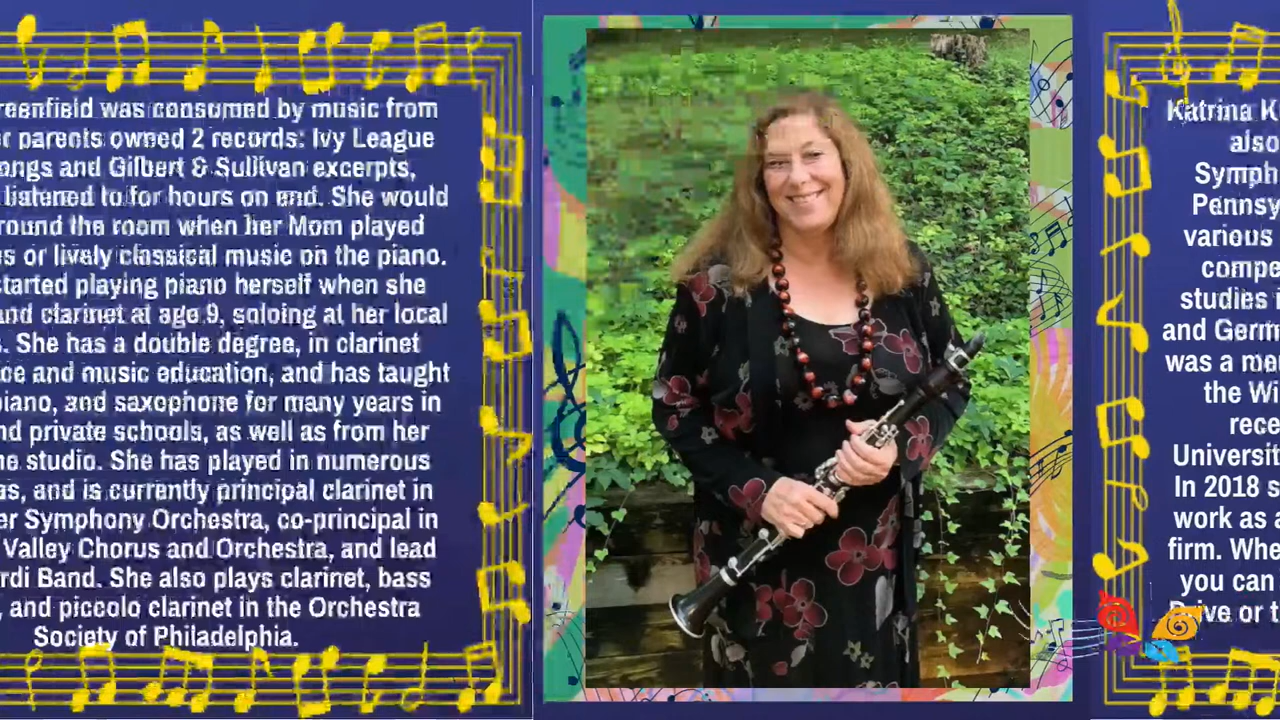 reenfield was consumed by music from
r parents owned 2 records: Ivy League
ongs and Gilbert & Sullivan excerpts,
listened to for hours on end. She would
round the room when her Mom played
s or lively classical music on the piano.
tarted playing piano herself when she
and clarinet at age 9, soloing at her local
s. She has a double degree, in clarinet
ce and music education, and has taught
piano, and saxophone for many years in
nd private schools, as well as from her
me studio. She has played in numerous
as, and is currently principal clarinet in
er Symphony Orchestra, co-principal in
Valley Chorus and Orchestra, and lead
rdi Band. She also plays clarinet, bass
, and piccolo clarinet in the Orchestra
Society of Philadelphia.
Katrina K
also
Symph
Pennsy
various
compe
studies i
and Germ
was a me
the Wi
rece
Universit
In 2018 s
work as a
firm. Whe
you can
Drive or t